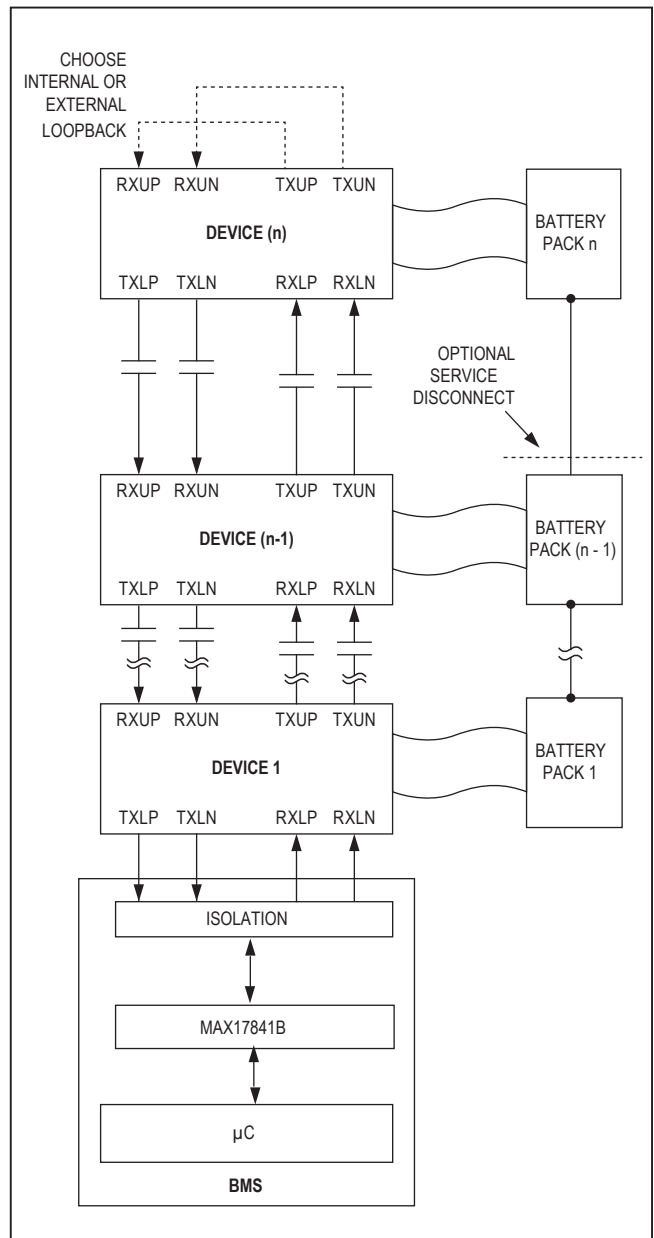 CHOOSE
INTERNAL OR
EXTERNAL
LOOPBACK
RXUP RXUN TXUP TXUN
DEVICE (n)
TXLP TXLN RXLP RXLN
BATTERY
PACK n
OPTIONAL
SERVICE
DISCONNECT
RXUP RXUN TXUP TXUN
DEVICE (n-1)
TXLP TXLN RXLP RXLN
BATTERY
PACK (n - 1)
RXUP RXUN TXUP TXUN
DEVICE 1
TXLP TXLN RXLP RXLN
BATTERY
PACK 1
ISOLATION
MAX17841B
µC
BMS